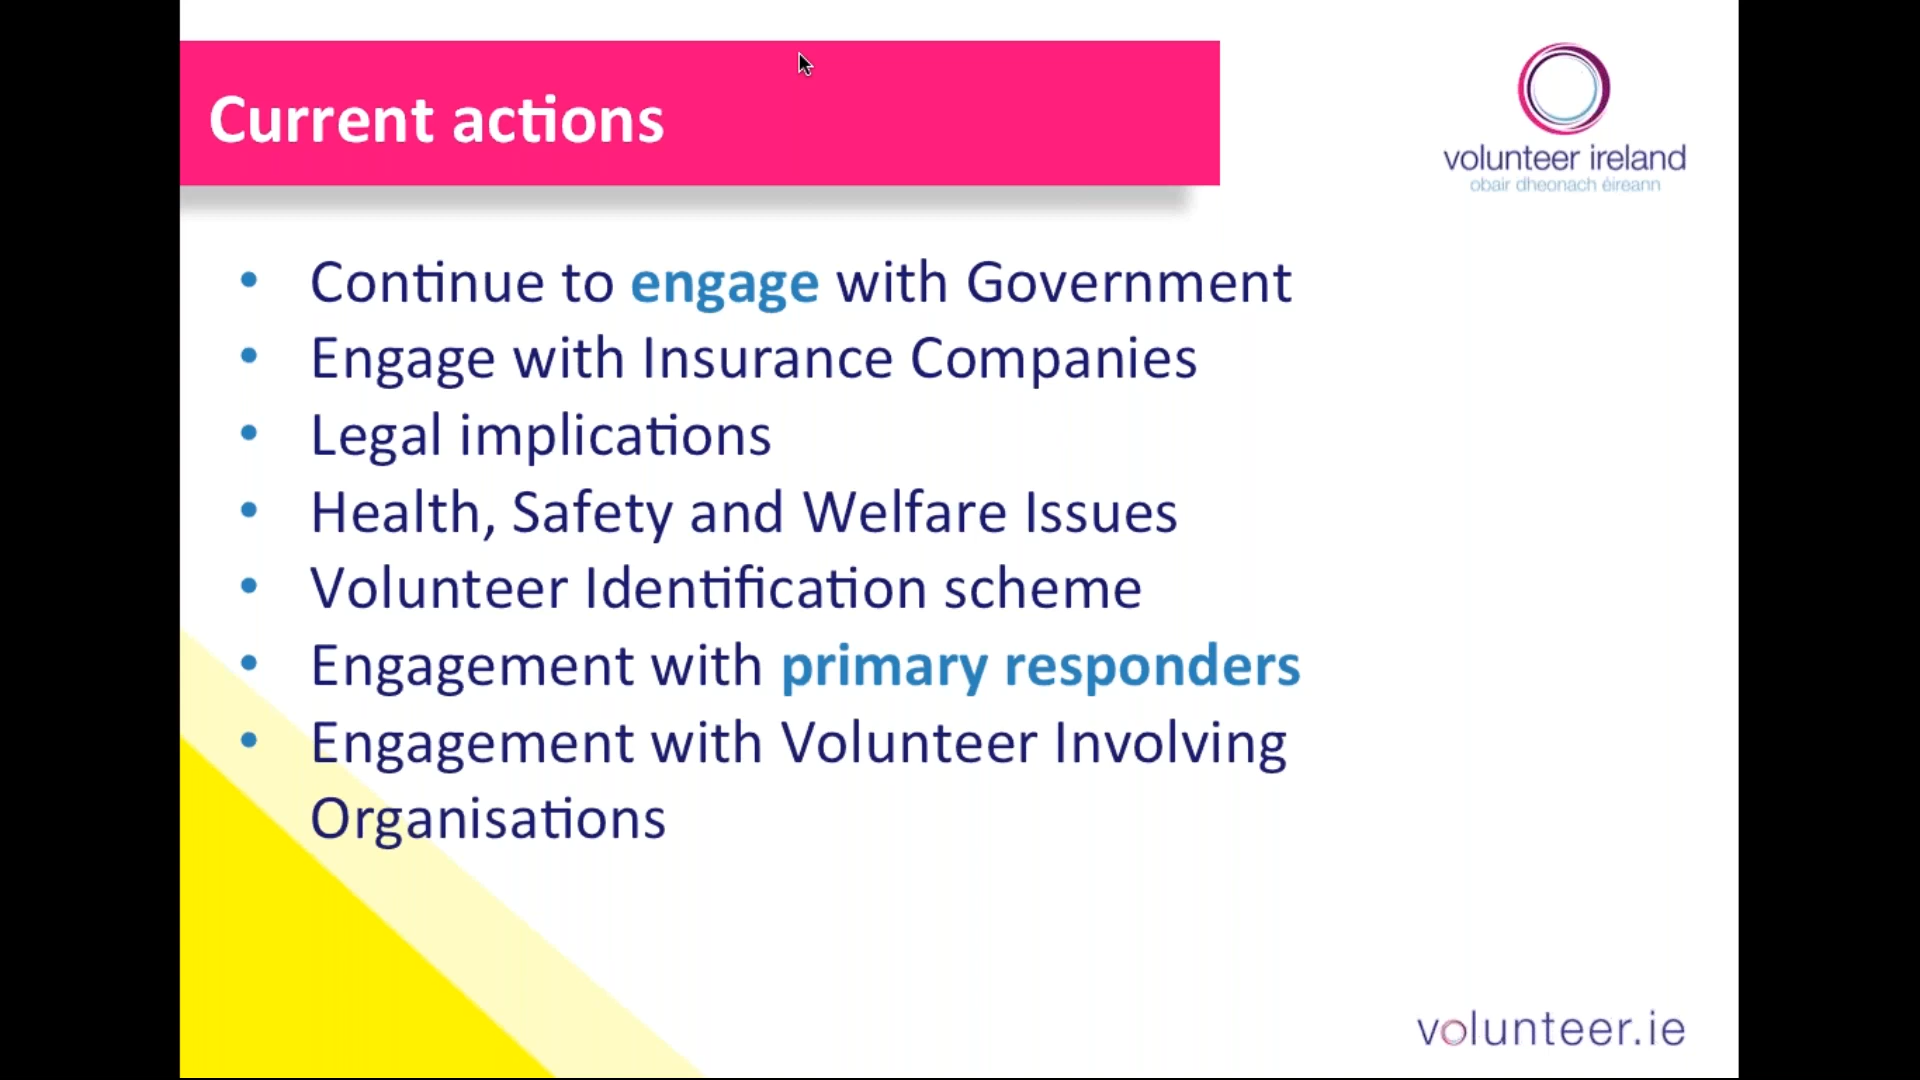 Current actions
volunteer ireland
obair dheonach éireann
• Continue to engage with Government
• Engage with Insurance Companies
• Legal implications
• Health, Safety and Welfare Issues
• Volunteer Identification scheme
• Engagement with primary responders
• Engagement with Volunteer Involving
Organisations
volunteer.ie